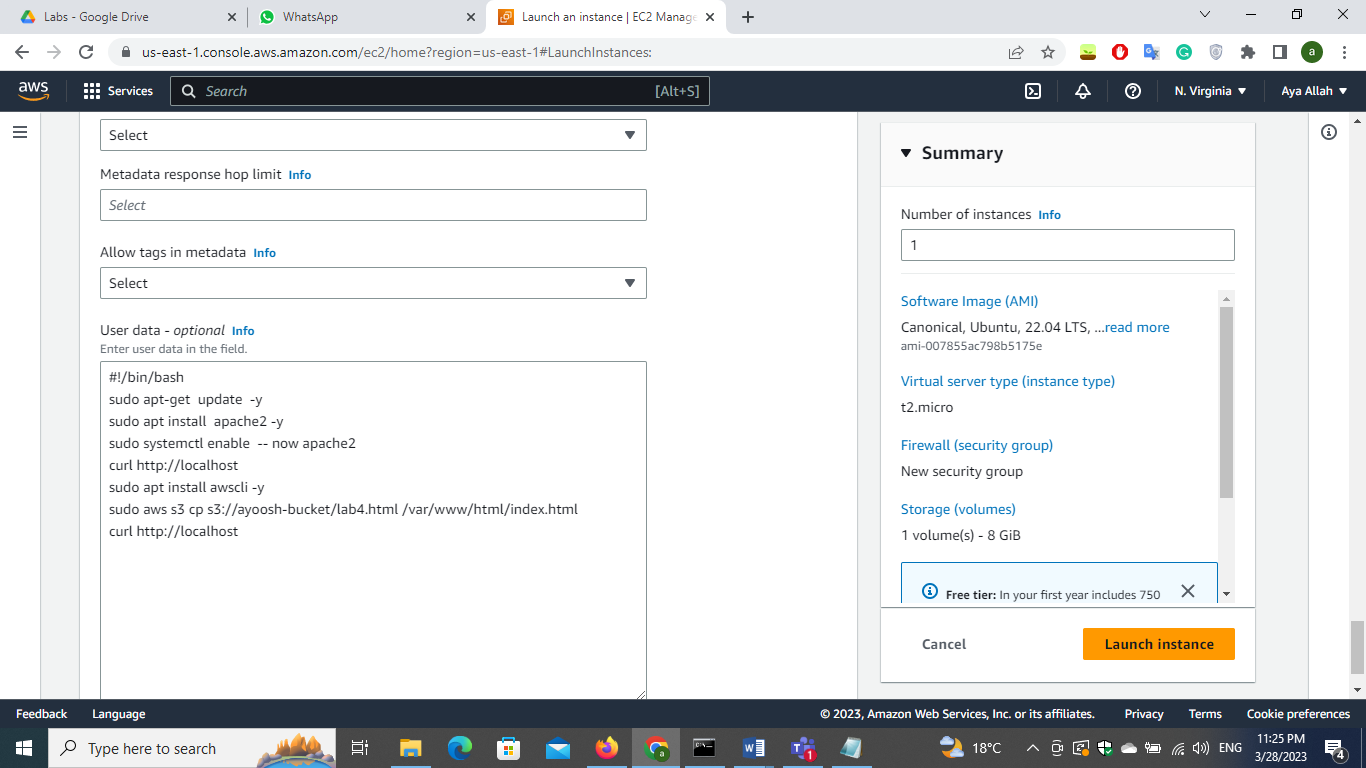 Labs - Google Drive
WhatsApp
Launch an instance | EC2 Manage
us-east-1.console.aws.amazon.com/ec2/home?region=us-east-1#LaunchInstances:
a
aws
Services
Search
[Alt+S]
N. Virginia
Aya Allah
Select
Metadata response hop limit Info
Select
Allow tags in metadata Info
Select
User data - optional Info
Enter user data in the field.
#!/bin/bash
sudo apt-get  update  -y
sudo apt install  apache2 -y
sudo systemctl enable  -- now apache2
curl http://localhost
sudo apt install awscli -y
sudo aws s3 cp s3://ayoosh-bucket/lab4.html /var/www/html/index.html
curl http://localhost
Summary
Number of instances Info
1
Software Image (AMI)
Canonical, Ubuntu, 22.04 LTS, ...read more
ami-007855ac798b5175e
Virtual server type (instance type)
t2.micro
Firewall (security group)
New security group
Storage (volumes)
1 volume(s) - 8 GiB
Free tier: In your first year includes 750
Cancel
Launch instance
Feedback
Language
© 2023, Amazon Web Services, Inc. or its affiliates.
Privacy
Terms
Cookie preferences
Type here to search
18°C
ENG
11:25 PM
3/28/2023
4